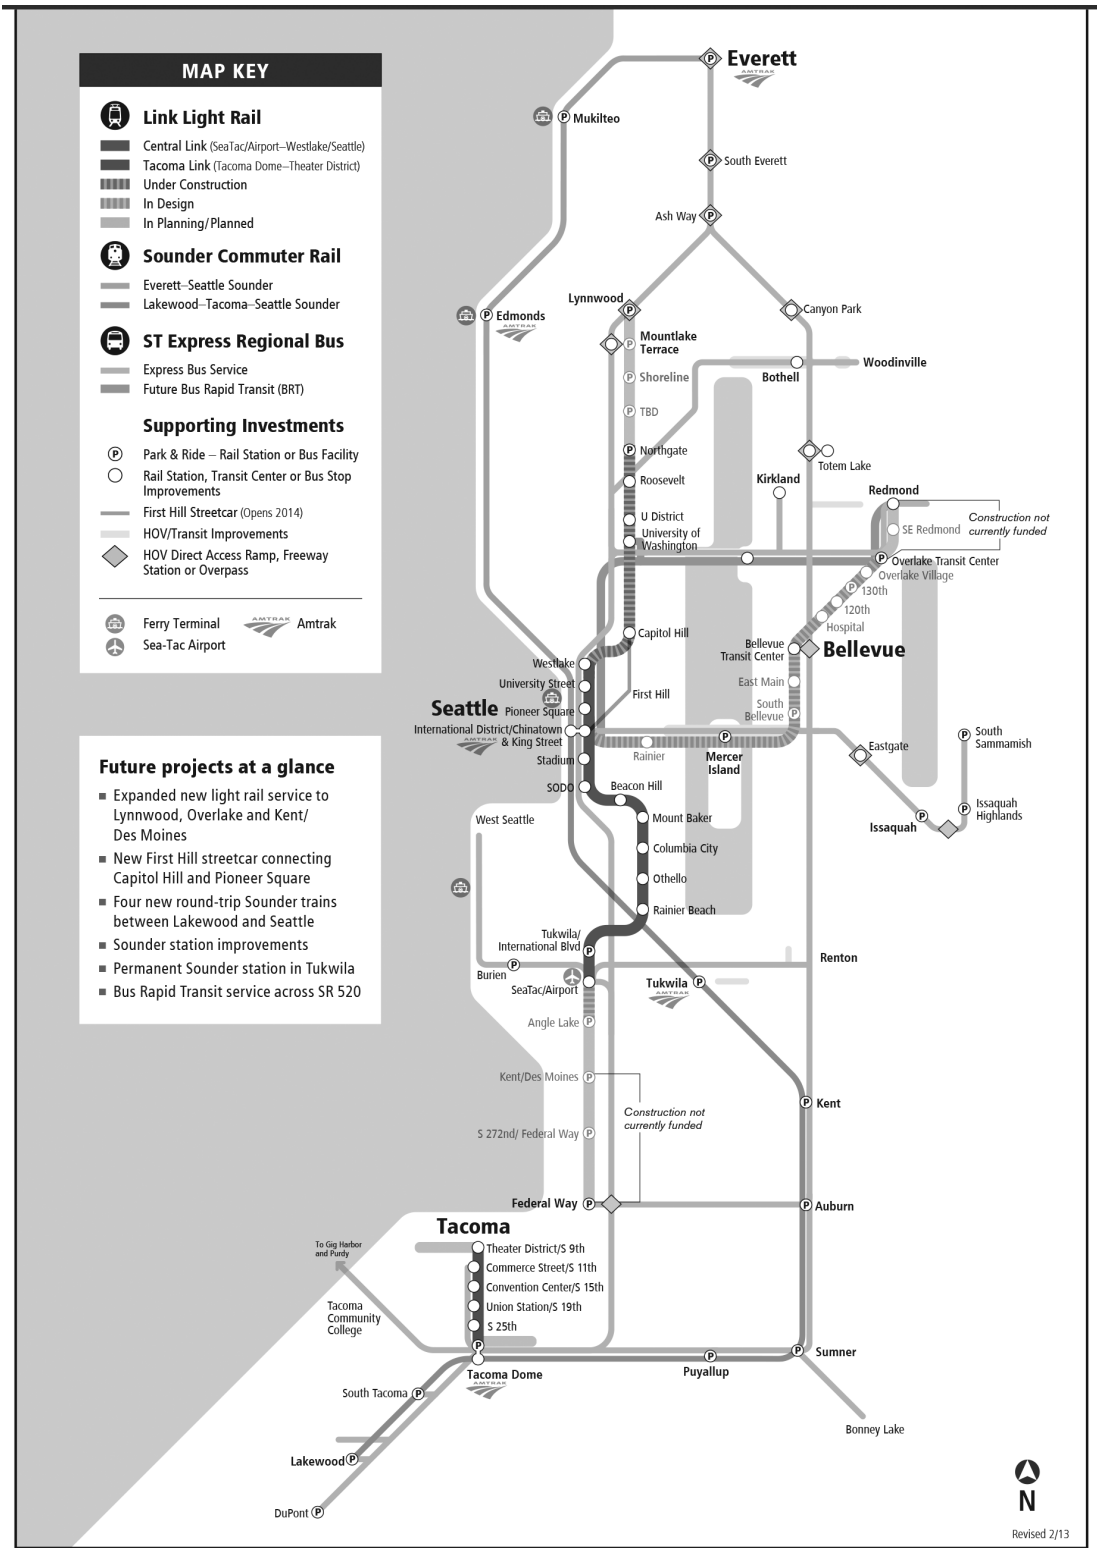 MAP KEY
Link Light Rail
Central Link (SeaTac/Airport–Westlake/Seattle)
Tacoma Link (Tacoma Dome–Theater District)
Under Construction
In Design
In Planning/Planned
Sounder Commuter Rail
Everett–Seattle Sounder
Lakewood–Tacoma–Seattle Sounder
ST Express Regional Bus
Express Bus Service
Future Bus Rapid Transit (BRT)
Supporting Investments
P Park & Ride – Rail Station or Bus Facility
Rail Station, Transit Center or Bus Stop
Improvements
First Hill Streetcar (Opens 2014)
HOV/Transit Improvements
HOV Direct Access Ramp, Freeway
Station or Overpass
Ferry Terminal
AMTRAK Amtrak
Sea-Tac Airport
Future projects at a glance
■ Expanded new light rail service to
Lynnwood, Overlake and Kent/
Des Moines
■ New First Hill streetcar connecting
Capitol Hill and Pioneer Square
■ Four new round-trip Sounder trains
between Lakewood and Seattle
■ Sounder station improvements
■ Permanent Sounder station in Tukwila
■ Bus Rapid Transit service across SR 520
P Everett
AMTRAK
P Mukilteo
P South Everett
Ash Way P
Lynnwood P
Canyon Park
P Edmonds
AMTRAK
P Mountlake
Terrace
P Shoreline
P TBD
Bothell
Woodinville
P Northgate
Roosevelt
U District
University of
Washington
Totem Lake
Kirkland
Redmond
Construction not
currently funded
SE Redmond
P Overlake Transit Center
Overlake Village
P 130th
120th
Hospital
Bellevue
Transit Center
Bellevue
East Main
South
Bellevue P
Capitol Hill
Westlake
University Street
First Hill
Seattle
Pioneer Square
International District/Chinatown
& King Street
AMTRAK
Stadium
SODO
Rainier
P Mercer
Island
Eastgate
P South
Sammamish
P Issaquah
Highlands
Issaquah P
Beacon Hill
Mount Baker
Columbia City
Othello
Rainier Beach
West Seattle
Tukwila/
International Blvd P
Burien P
SeaTac/Airport
Tukwila P
AMTRAK
Renton
Angle Lake P
Kent/Des Moines P
Construction not
currently funded
S 272nd/ Federal Way P
Federal Way P
P Kent
P Auburn
Tacoma
Theater District/S 9th
Commerce Street/S 11th
Convention Center/S 15th
Union Station/S 19th
S 25th
P
Tacoma Dome
AMTRAK
To Gig Harbor
and Purdy
Tacoma
Community
College
P Puyallup
P Sumner
Bonney Lake
South Tacoma P
Lakewood P
DuPont P
N
Revised 2/13